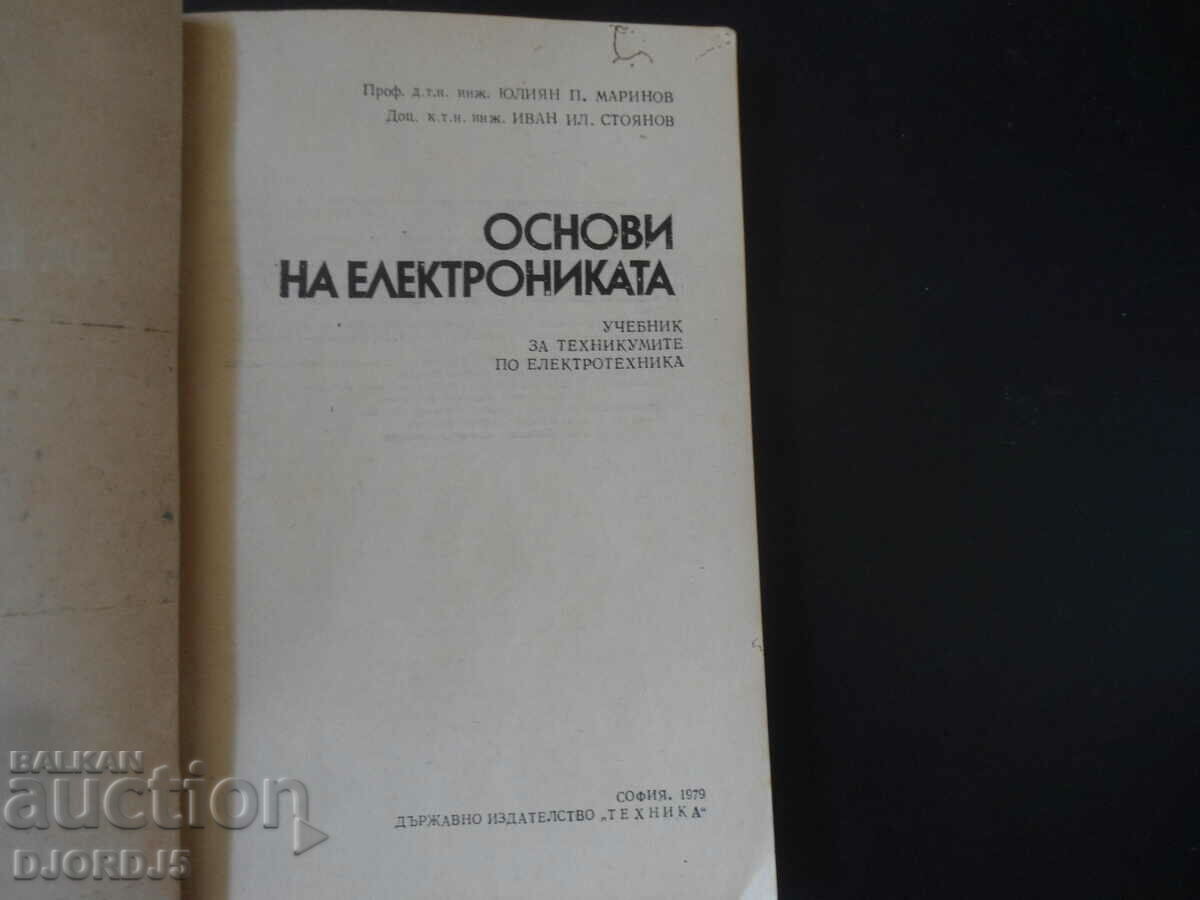 Проф. д.т.н. инж. ЮЛИЯН П. МАРИНОВ
Доц. к.т.н. инж. ИВАН ИЛ. СТОЯНОВ
ОСНОВИ
НА ЕЛЕКТРОНИКАТА
УЧЕБНИК
ЗА ТЕХНИКУМИТЕ
ПО ЕЛЕКТРОТЕХНИКА
СОФИЯ, 1979
ДЪРЖАВНО ИЗДАТЕЛСТВО „ТЕХНИКА“
BALKAN
auction
DJORDJ5